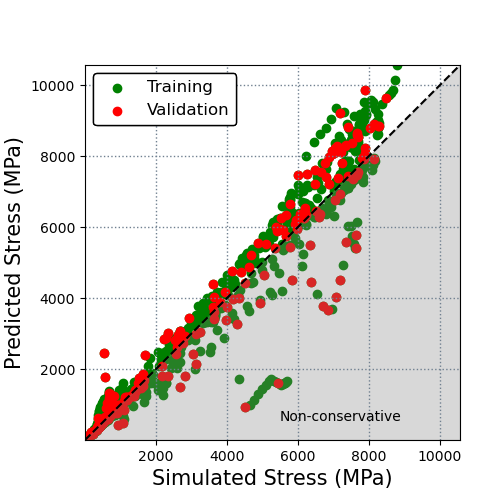 Training
Validation
Predicted Stress (MPa)
10000
8000
6000
4000
2000
Non-conservative
2000 4000 6000 8000 10000
Simulated Stress (MPa)